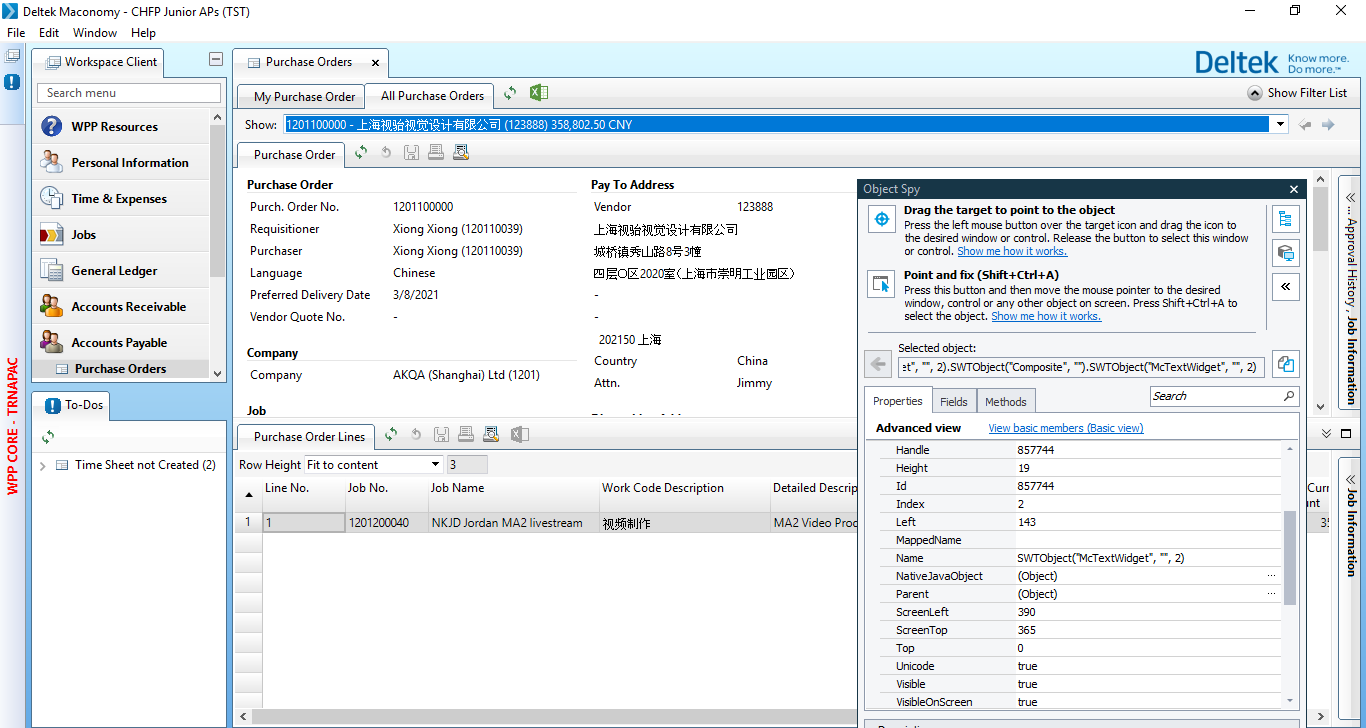 Deltek Maconomy - CHFP Junior APs (TST)
File Edit Window Help
Workspace Client
Search menu
WPP Resources
Personal Information
Time & Expenses
Jobs
General Ledger
Accounts Receivable
Accounts Payable
Purchase Orders
To-Dos
Time Sheet not Created (2)
WPP CORE - TRNAPAC
Purchase Orders
Deltek Know more.
Do more.™
My Purchase Order All Purchase Orders
Show Filter List
Show: 1201100000 - 上海视骀视觉设计有限公司 (123888) 358,802.50 CNY
Purchase Order
Purchase Order
Purch. Order No. 1201100000
Requisitioner Xiong Xiong (120110039)
Purchaser Xiong Xiong (120110039)
Language Chinese
Preferred Delivery Date 3/8/2021
Vendor Quote No. -
Company
Company AKQA (Shanghai) Ltd (1201)
Job
Pay To Address
Vendor 123888
上海视骀视觉设计有限公司
城桥镇秀山路8号3幢
四层O区2020室(上海市崇明工业园区)
-
-
202150 上海
Country China
Attn. Jimmy
Purchase Order Lines
Row Height Fit to content 3
Line No. Job No. Job Name Work Code Description Detailed Descrip
1 1 1201200040 NKJD Jordan MA2 livestream 视频制作 MA2 Video Proc
Curr
nt
35
Object Spy
Drag the target to point to the object
Press the left mouse button over the target icon and drag the icon to
the desired window or control. Release the button to select this window
or control. Show me how it works.
Point and fix (Shift+Ctrl+A)
Press this button and then move the mouse pointer to the desired
window, control or any other object on screen. Press Shift+Ctrl+A to
select the object. Show me how it works.
Selected object:
et", "", 2).SWTObject("Composite", "").SWTObject("McTextWidget", "", 2)
Properties Fields Methods
Search
Advanced view View basic members (Basic view)
Handle 857744
Height 19
Id 857744
Index 2
Left 143
MappedName
Name SWTObject("McTextWidget", "", 2)
NativeJavaObject (Object) ...
Parent (Object) ...
ScreenLeft 390
ScreenTop 365
Top 0
Unicode true
Visible true
VisibleOnScreen true
... Approval History , Job Information
Job Information